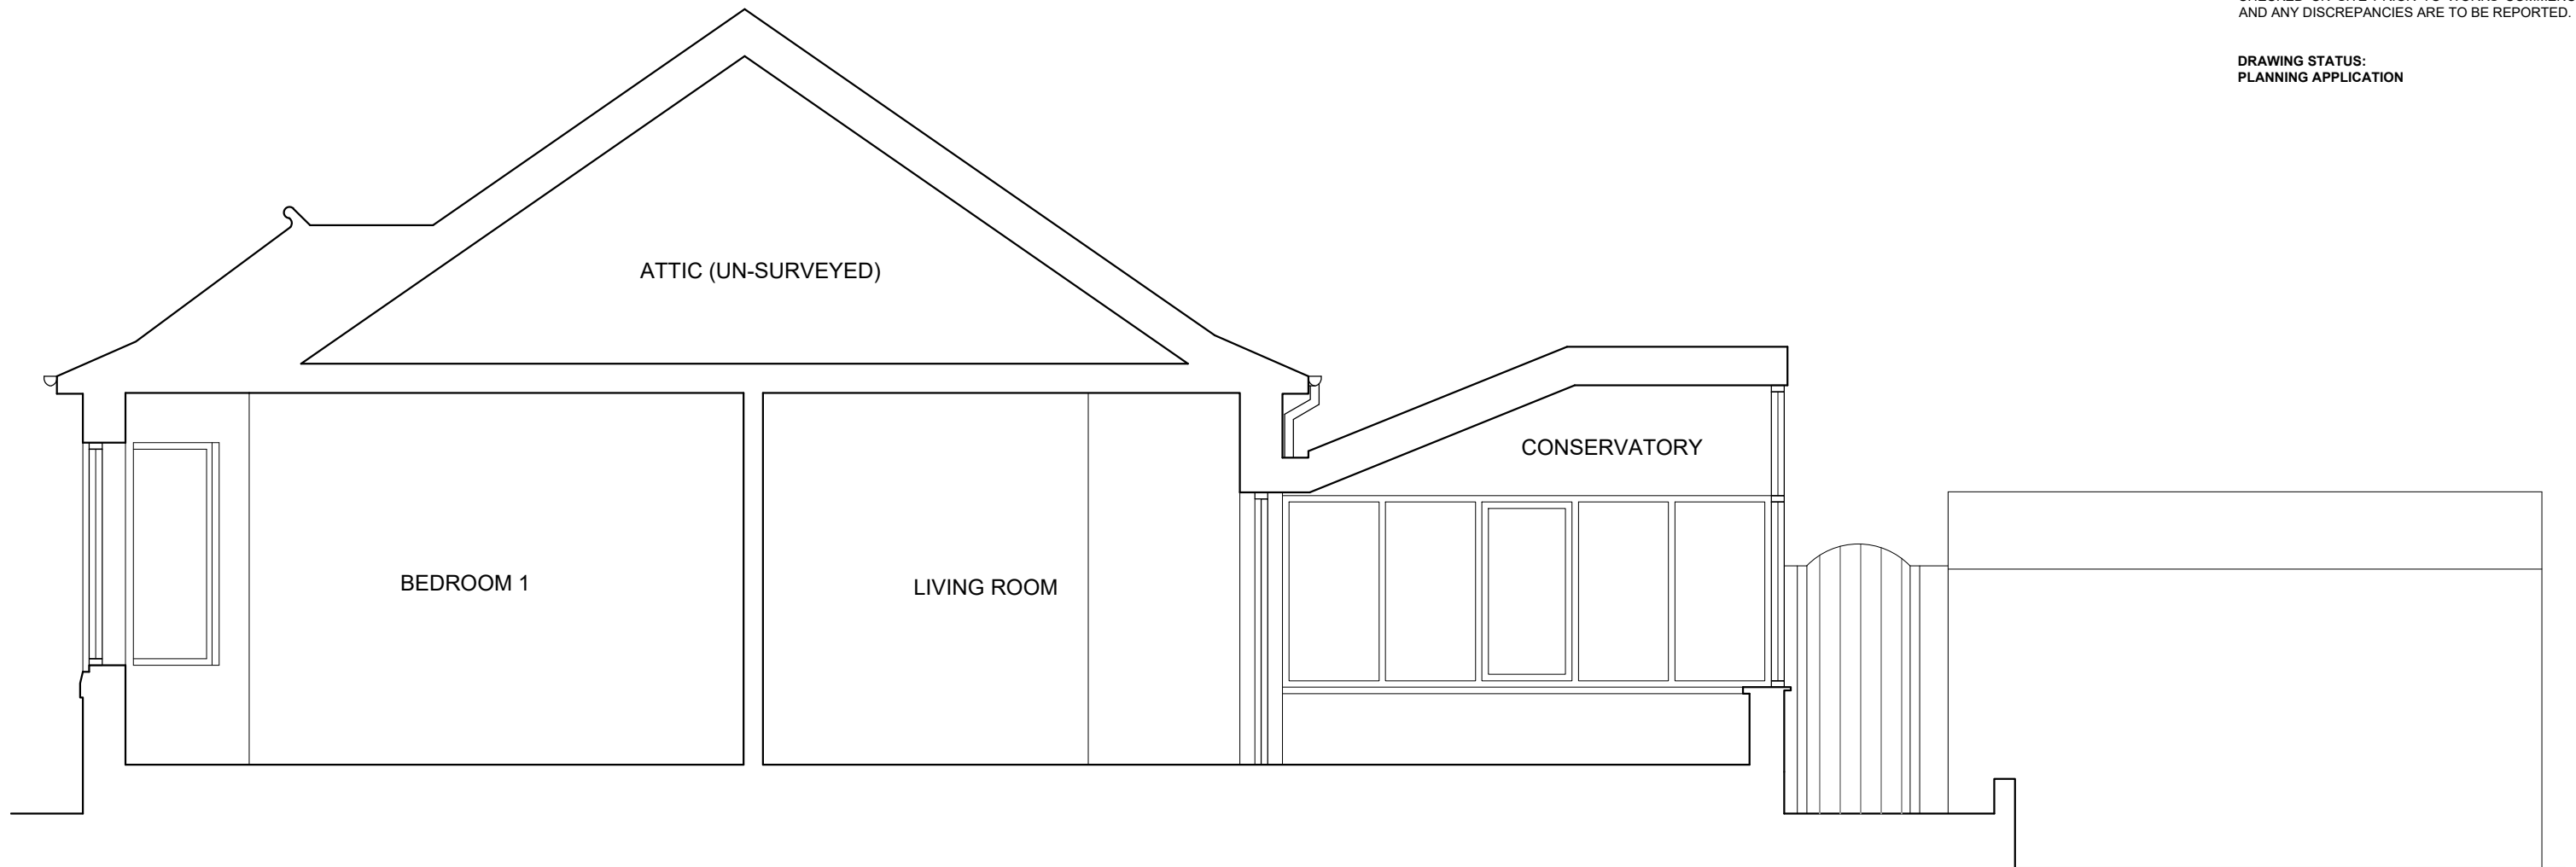 AND ANY DISCREPANCIES ARE TO BE REPORTED.
DRAWING STATUS:
PLANNING APPLICATION
ATTIC (UN-SURVEYED)
CONSERVATORY
BEDROOM 1
LIVING ROOM